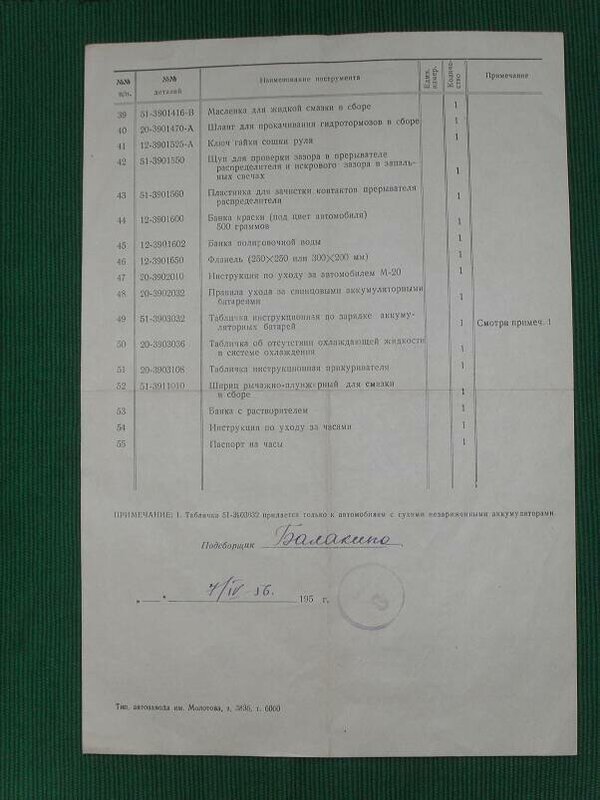 №№ п/п. №№ деталей Наименование инструмента Един. измер. Количе- ство Примечание
39 51-3901416-В Масленка для жидкой смазки в сборе 1
40 20-3901470-А Шланг для прокачивания гидротормозов в сборе 1
41 12-3901525-А Ключ гайки сошки руля 1
42 51-3901550 Щуп для проверки зазора в прерывателе
распределителя и искрового зазора в запаль-
ных свечах 1
43 51-3901560 Пластинка для зачистки контактов прерывателя
распределителя 1
44 12-3901600 Банка краски (под цвет автомобиля)
500 граммов 1
45 12-3901602 Банка полировочной воды 1
46 12-3901650 Фланель (250×250 или 300×200 мм) 1
47 20-3902010 Инструкция по уходу за автомобилем М-20 1
48 20-3902032 Правила ухода за свинцовыми аккумуляторными
батареями 1
49 51-3903032 Табличка инструкционная по зарядке аккуму-
ляторных батарей 1 Смотри примеч. 1
50 20-3903036 Табличка об отсутствии охлаждающей жидкости
в системе охлаждения 1
51 20-3903108 Табличка инструкционная прикуривателя 1
52 51-3911010 Шприц рычажно-плунжерный для смазки
в сборе 1
53 Банка с растворителем 1
54 Инструкция по уходу за часами 1
55 Паспорт на часы 1
ПРИМЕЧАНИЕ: 1. Табличка 51-3903032 придается только к автомобилям с сухими незаряженными аккумуляторами
Подсборщик Балакина
„ “ 7/IV-56. 195 г.
Тип. автозавода им. Молотова, з. 3836, т. 6000